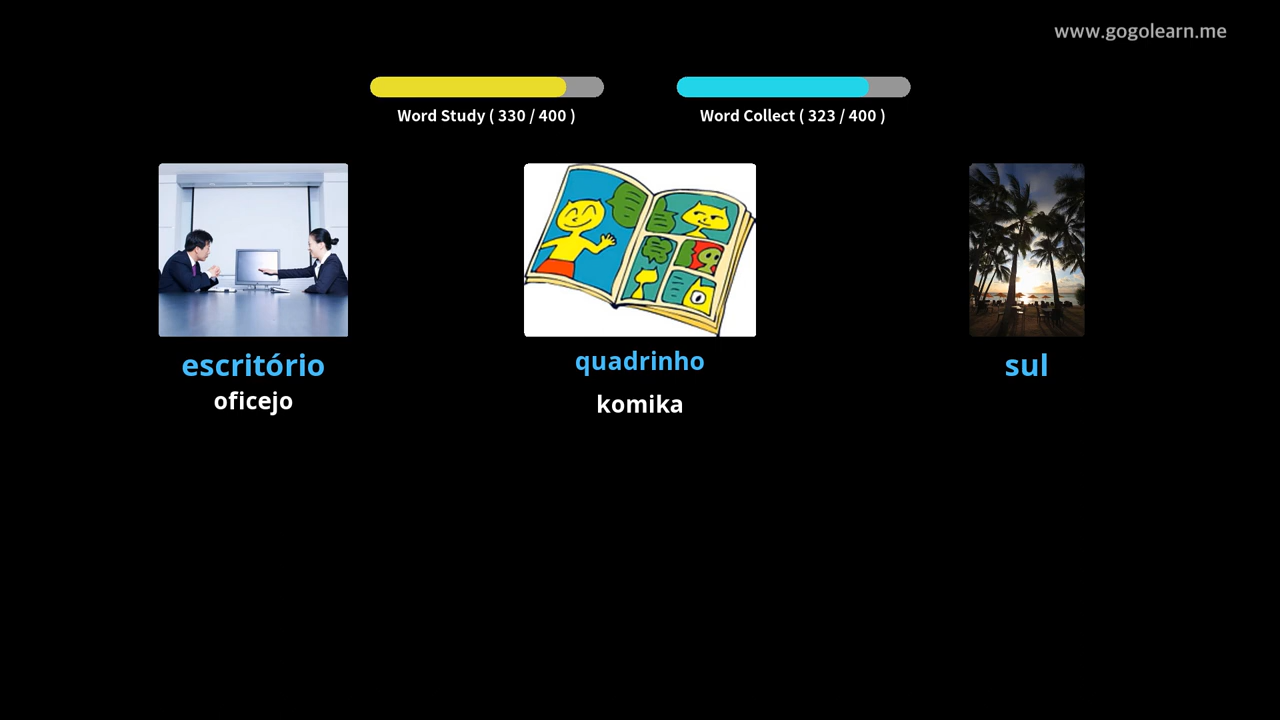 www.gogolearn.me
Word Study ( 330 / 400 )
Word Collect ( 323 / 400 )
escritório
oficejo
quadrinho
komika
sul